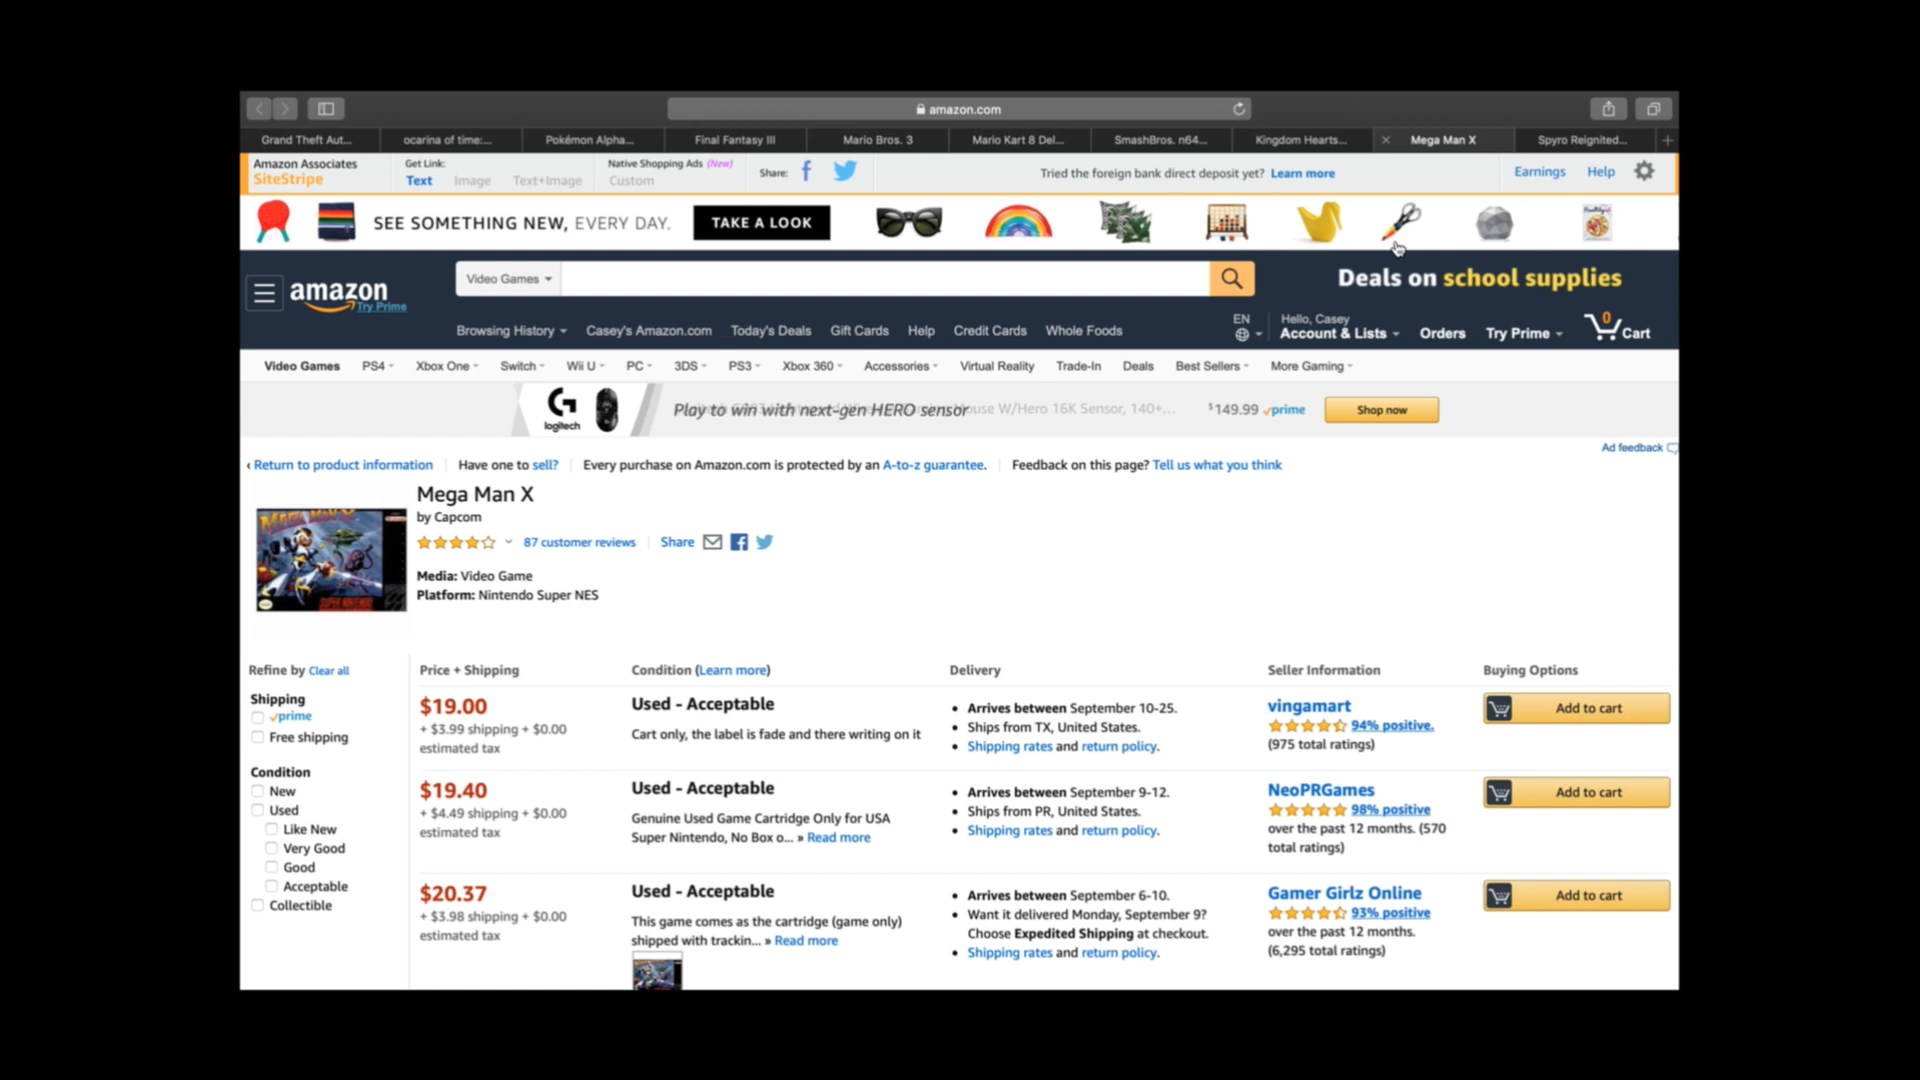 amazon.com
Grand Theft Aut...
ocarina of time:...
Pokémon Alpha...
Final Fantasy III
Mario Bros. 3
Mario Kart 8 Del...
SmashBros. n64...
Kingdom Hearts...
Mega Man X
Spyro Reignited...
Amazon Associates
SiteStripe
Get Link:
Text Image Text+Image
Native Shopping Ads (New)
Custom
Share:
Tried the foreign bank direct deposit yet? Learn more
Earnings
Help
SEE SOMETHING NEW, EVERY DAY.
TAKE A LOOK
amazon
Try Prime
Video Games
Deals on school supplies
Browsing History
Casey's Amazon.com
Today's Deals
Gift Cards
Help
Credit Cards
Whole Foods
EN
Hello, Casey
Account & Lists
Orders
Try Prime
0
Cart
Video Games
PS4
Xbox One
Switch
Wii U
PC
3DS
PS3
Xbox 360
Accessories
Virtual Reality
Trade-In
Deals
Best Sellers
More Gaming
logitech
Play to win with next-gen HERO sensor
Mouse W/Hero 16K Sensor, 140+...
$149.99 prime
Shop now
Ad feedback
‹ Return to product information
Have one to sell?
Every purchase on Amazon.com is protected by an A-to-z guarantee.
Feedback on this page? Tell us what you think
Mega Man X
by Capcom
87 customer reviews
Share
Media: Video Game
Platform: Nintendo Super NES
Refine by Clear all
Shipping
prime
Free shipping
Condition
New
Used
Like New
Very Good
Good
Acceptable
Collectible
Price + Shipping
Condition (Learn more)
Delivery
Seller Information
Buying Options
$19.00
+ $3.99 shipping + $0.00
estimated tax
Used - Acceptable
Cart only, the label is fade and there writing on it
• Arrives between September 10-25.
• Ships from TX, United States.
• Shipping rates and return policy.
vingamart
94% positive.
(975 total ratings)
Add to cart
$19.40
+ $4.49 shipping + $0.00
estimated tax
Used - Acceptable
Genuine Used Game Cartridge Only for USA
Super Nintendo, No Box o... » Read more
• Arrives between September 9-12.
• Ships from PR, United States.
• Shipping rates and return policy.
NeoPRGames
98% positive
over the past 12 months. (570
total ratings)
Add to cart
$20.37
+ $3.98 shipping + $0.00
estimated tax
Used - Acceptable
This game comes as the cartridge (game only)
shipped with trackin... » Read more
• Arrives between September 6-10.
• Want it delivered Monday, September 9?
Choose Expedited Shipping at checkout.
• Shipping rates and return policy.
Gamer Girlz Online
93% positive
over the past 12 months.
(6,295 total ratings)
Add to cart